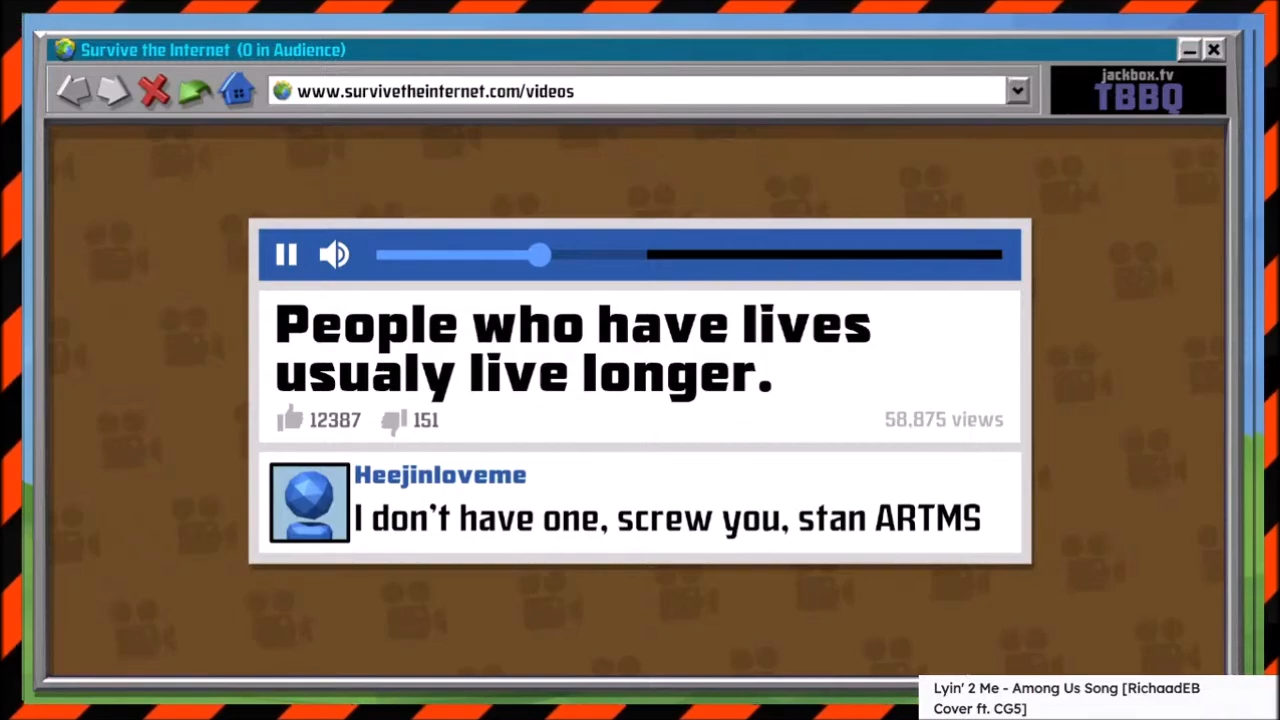 Survive the Internet (0 in Audience)
www.survivetheinternet.com/videos
jackbox.tv
TBBQ
People who have lives
usualy live longer.
12387 151 58,875 views
Heejinloveme
I don't have one, screw you, stan ARTMS
Lyin' 2 Me - Among Us Song [RichaadEB
Cover ft. CG5]